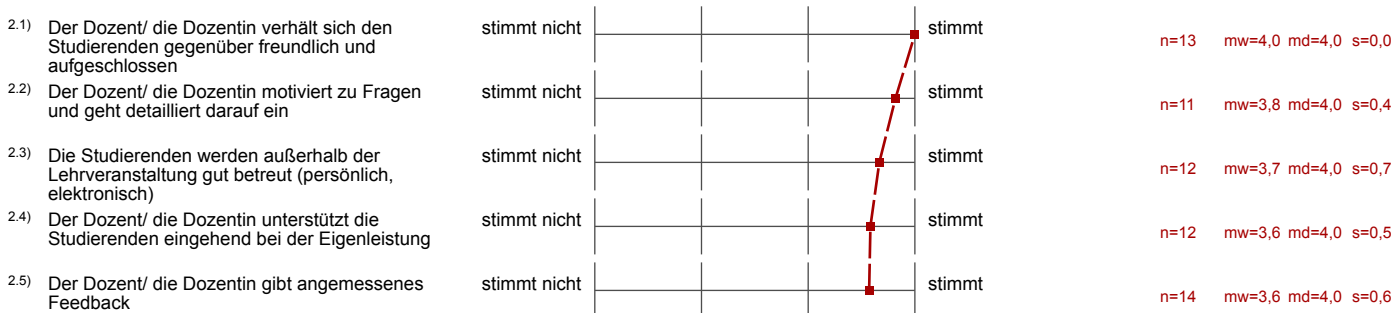 2.1) Der Dozent/ die Dozentin verhält sich den stimmt nicht stimmt
Studierenden gegenüber freundlich und n=13 mw=4,0 md=4,0 s=0,0
aufgeschlossen
2.2) Der Dozent/ die Dozentin motiviert zu Fragen stimmt nicht stimmt
und geht detailliert darauf ein n=11 mw=3,8 md=4,0 s=0,4
2.3) Die Studierenden werden außerhalb der stimmt nicht stimmt
Lehrveranstaltung gut betreut (persönlich, n=12 mw=3,7 md=4,0 s=0,7
elektronisch)
2.4) Der Dozent/ die Dozentin unterstützt die stimmt nicht stimmt
Studierenden eingehend bei der Eigenleistung n=12 mw=3,6 md=4,0 s=0,5
2.5) Der Dozent/ die Dozentin gibt angemessenes stimmt nicht stimmt
Feedback n=14 mw=3,6 md=4,0 s=0,6